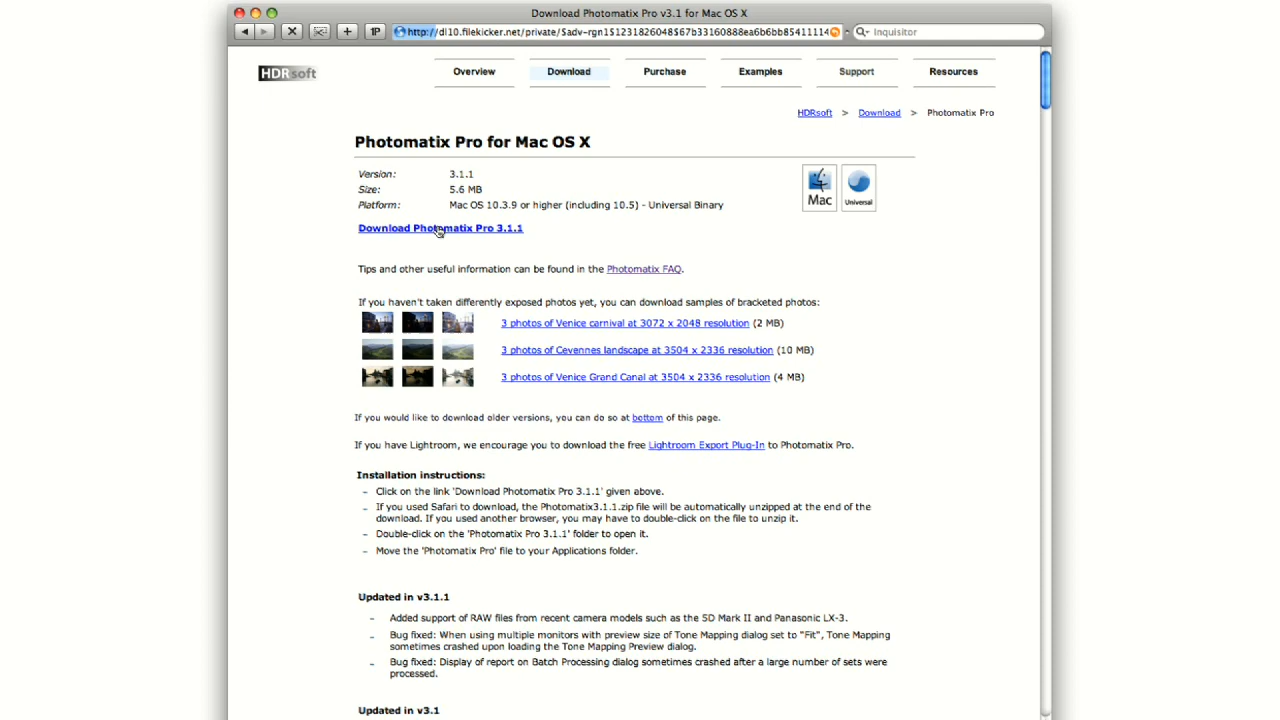 Download Photomatix Pro v3.1 for Mac OS X
1P
http://dl10.filekicker.net/private/$adv-rgn1$1231826048$67b33160888ea6b6bb85411114
Inquisitor
HDRsoft
Overview
Download
Purchase
Examples
Support
Resources
HDRsoft > Download > Photomatix Pro
Photomatix Pro for Mac OS X
Version: 3.1.1
Size: 5.6 MB
Platform: Mac OS 10.3.9 or higher (including 10.5) - Universal Binary
Mac
Universal
Download Photomatix Pro 3.1.1
Tips and other useful information can be found in the Photomatix FAQ.
If you haven't taken differently exposed photos yet, you can download samples of bracketed photos:
3 photos of Venice carnival at 3072 x 2048 resolution (2 MB)
3 photos of Cevennes landscape at 3504 x 2336 resolution (10 MB)
3 photos of Venice Grand Canal at 3504 x 2336 resolution (4 MB)
If you would like to download older versions, you can do so at bottom of this page.
If you have Lightroom, we encourage you to download the free Lightroom Export Plug-In to Photomatix Pro.
Installation instructions:
– Click on the link 'Download Photomatix Pro 3.1.1' given above.
– If you used Safari to download, the Photomatix3.1.1.zip file will be automatically unzipped at the end of the
download. If you used another browser, you may have to double-click on the file to unzip it.
– Double-click on the 'Photomatix Pro 3.1.1' folder to open it.
– Move the 'Photomatix Pro' file to your Applications folder.
Updated in v3.1.1
– Added support of RAW files from recent camera models such as the 5D Mark II and Panasonic LX-3.
– Bug fixed: When using multiple monitors with preview size of Tone Mapping dialog set to "Fit", Tone Mapping
sometimes crashed upon loading the Tone Mapping Preview dialog.
– Bug fixed: Display of report on Batch Processing dialog sometimes crashed after a large number of sets were
processed.
Updated in v3.1